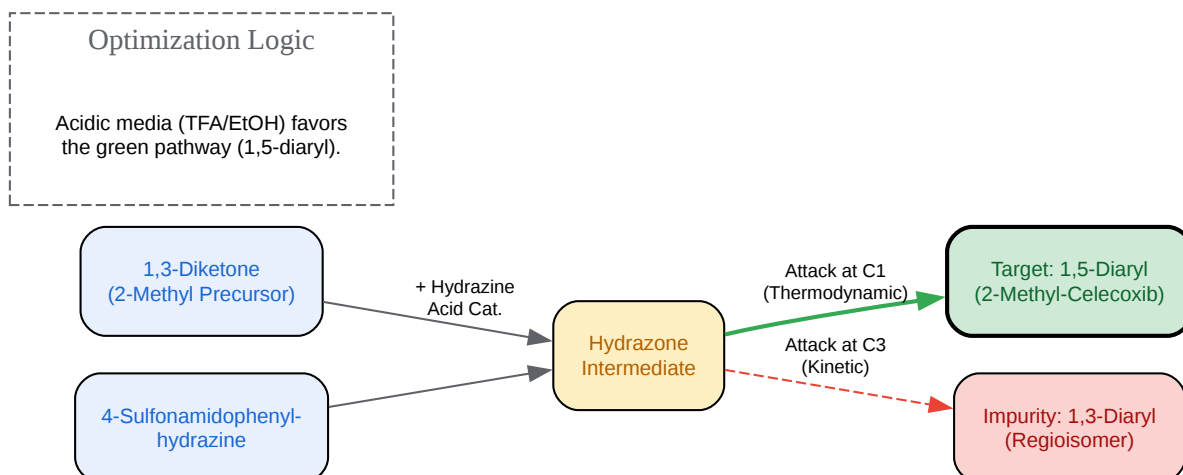 Optimization Logic
Acidic media (TFA/EtOH) favors
the green pathway (1,5-diaryl).
1,3-Diketone
(2-Methyl Precursor)
+ Hydrazine
Acid Cat.
4-Sulfonamidophenyl-
hydrazine
Hydrazone
Intermediate
Attack at C1
(Thermodynamic)
Attack at C3
(Kinetic)
Target: 1,5-Diaryl
(2-Methyl-Celecoxib)
Impurity: 1,3-Diaryl
(Regioisomer)